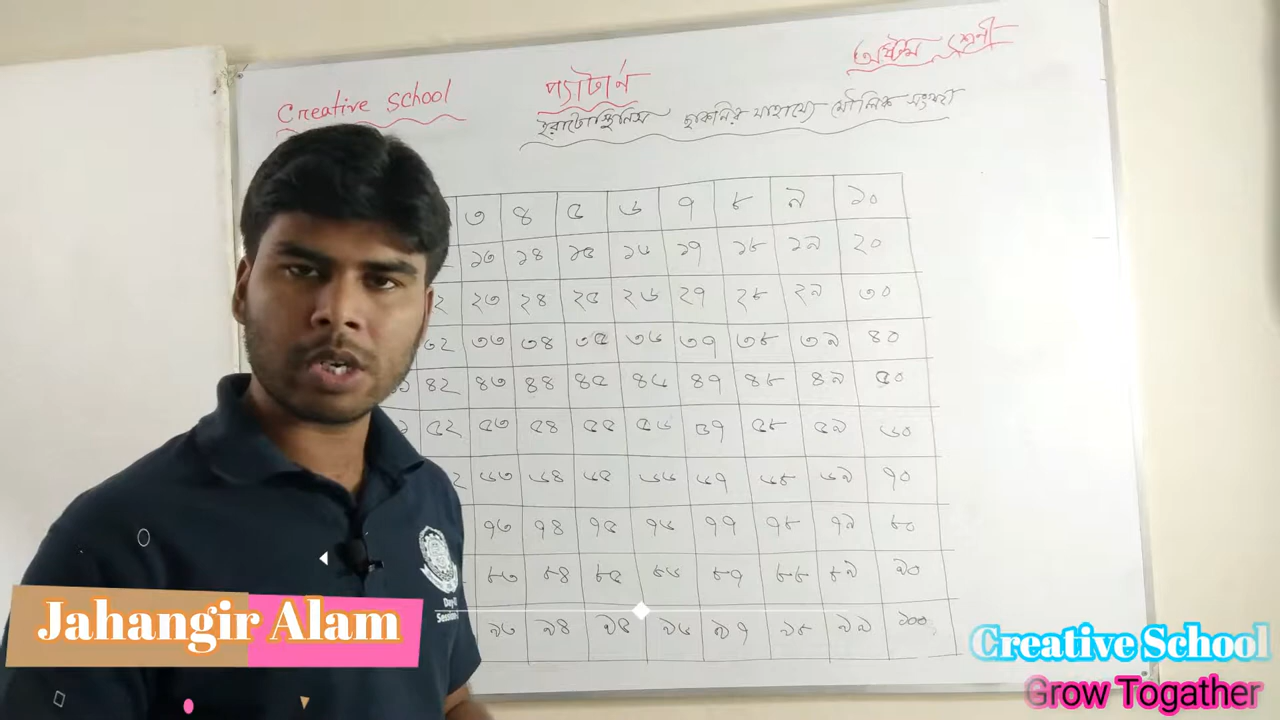 Creative School
প্যাটার্ন
অষ্টম শ্রেণী
ইরাটোস্থিনিস ছাকনির সাহায্যে মৌলিক সংখ্যা
৩ ৪ ৫ ৬ ৭ ৮ ৯ ১০
১৩ ১৪ ১৫ ১৬ ১৭ ১৮ ১৯ ২০
২৩ ২৪ ২৫ ২৬ ২৭ ২৮ ২৯ ৩০
৩২ ৩৩ ৩৪ ৩৫ ৩৬ ৩৭ ৩৮ ৩৯ ৪০
৪২ ৪৩ ৪৪ ৪৫ ৪৬ ৪৭ ৪৮ ৪৯ ৫০
৫২ ৫৩ ৫৪ ৫৫ ৫৬ ৫৭ ৫৮ ৫৯ ৬০
৬৩ ৬৪ ৬৫ ৬৬ ৬৭ ৬৮ ৬৯ ৭০
৭৩ ৭৪ ৭৫ ৭৬ ৭৭ ৭৮ ৭৯ ৮০
৮৩ ৮৪ ৮৫ ৮৬ ৮৭ ৮৮ ৮৯ ৯০
৯৩ ৯৪ ৯৪ ৯৬ ৯৭ ৯৮ ৯৯ ১০০
Jahangir Alam
Creative School
Grow Togather